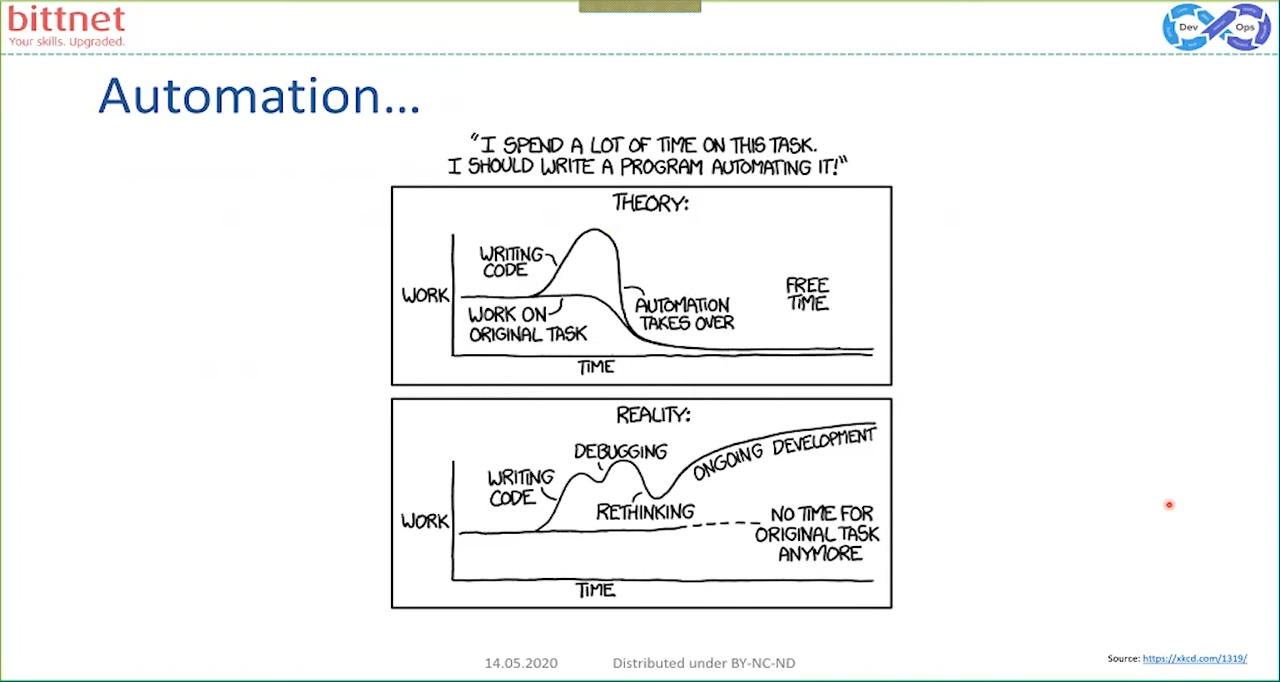 bittnet
Your skills. Upgraded.
Dev
Ops
Automation...
"I SPEND A LOT OF TIME ON THIS TASK.
I SHOULD WRITE A PROGRAM AUTOMATING IT!"
THEORY:
WRITING
CODE
WORK
WORK ON
ORIGINAL TASK
AUTOMATION
TAKES OVER
FREE
TIME
TIME
REALITY:
WRITING
CODE
DEBUGGING
RETHINKING
ONGOING DEVELOPMENT
WORK
NO TIME FOR
ORIGINAL TASK
ANYMORE
TIME
14.05.2020
Distributed under BY-NC-ND
Source: https://xkcd.com/1319/